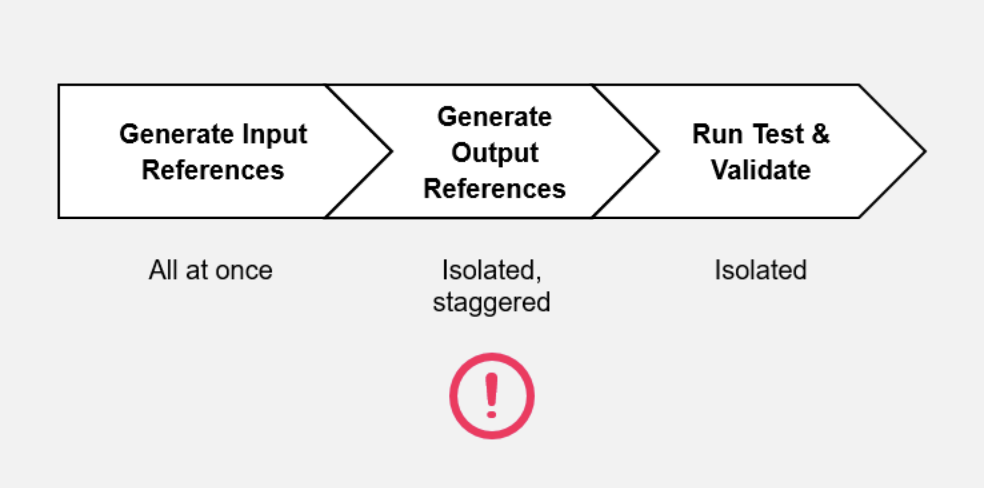 Generate Input
References
Generate
Output
References
Run Test &
Validate
All at once
Isolated,
staggered
Isolated
!